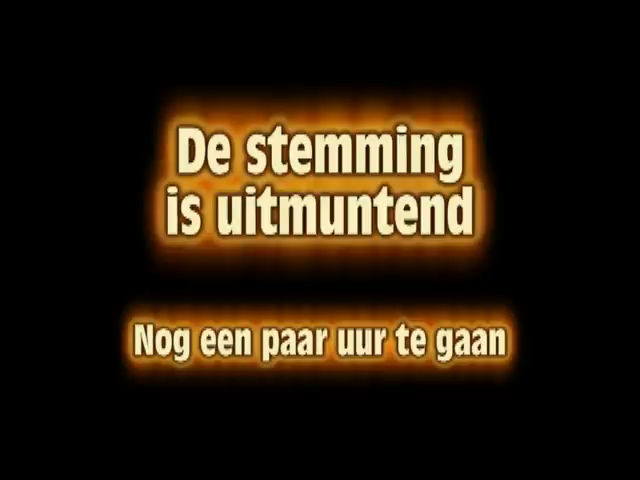 De stemming
is uitmuntend
Nog een paar uur te gaan